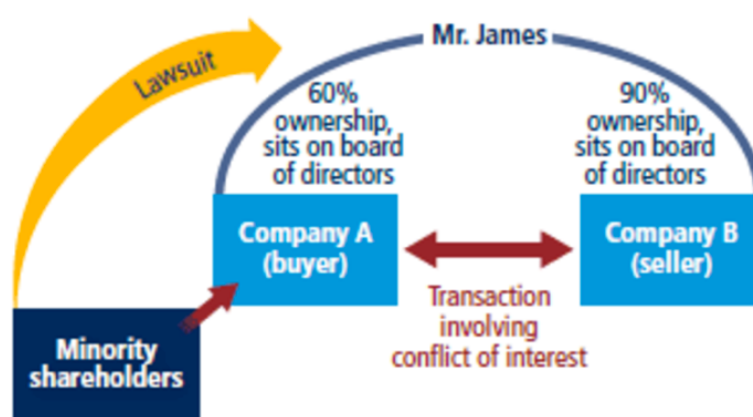 Mr. James
Lawsuit
60%
ownership,
sits on board
of directors
90%
ownership,
sits on board
of directors
Company A
(buyer)
Company B
(seller)
Transaction
involving
conflict of interest
Minority
shareholders